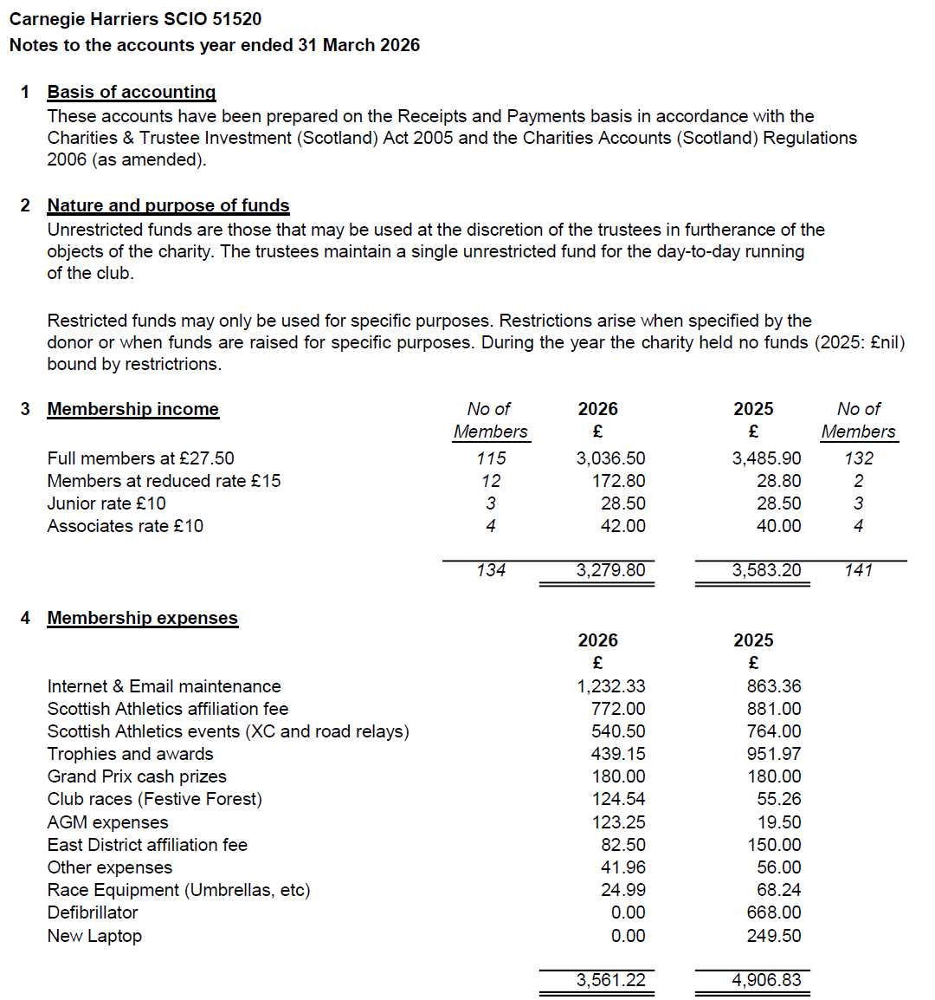 Carnegie Harriers SCIO 51520
Notes to the accounts year ended 31 March 2026
1 Basis of accounting
These accounts have been prepared on the Receipts and Payments basis in accordance with the
Charities & Trustee Investment (Scotland) Act 2005 and the Charities Accounts (Scotland) Regulations
2006 (as amended).
2 Nature and purpose of funds
Unrestricted funds are those that may be used at the discretion of the trustees in furtherance of the
objects of the charity. The trustees maintain a single unrestricted fund for the day-to-day running
of the club.
Restricted funds may only be used for specific purposes. Restrictions arise when specified by the
donor or when funds are raised for specific purposes. During the year the charity held no funds (2025: £nil)
bound by restrictrions.
3 Membership income No of 2026 2025 No of
Members £ £ Members
Full members at £27.50 115 3,036.50 3,485.90 132
Members at reduced rate £15 12 172.80 28.80 2
Junior rate £10 3 28.50 28.50 3
Associates rate £10 4 42.00 40.00 4
134 3,279.80 3,583.20 141
4 Membership expenses
2026 2025
£ £
Internet & Email maintenance 1,232.33 863.36
Scottish Athletics affiliation fee 772.00 881.00
Scottish Athletics events (XC and road relays) 540.50 764.00
Trophies and awards 439.15 951.97
Grand Prix cash prizes 180.00 180.00
Club races (Festive Forest) 124.54 55.26
AGM expenses 123.25 19.50
East District affiliation fee 82.50 150.00
Other expenses 41.96 56.00
Race Equipment (Umbrellas, etc) 24.99 68.24
Defibrillator 0.00 668.00
New Laptop 0.00 249.50
3,561.22 4,906.83